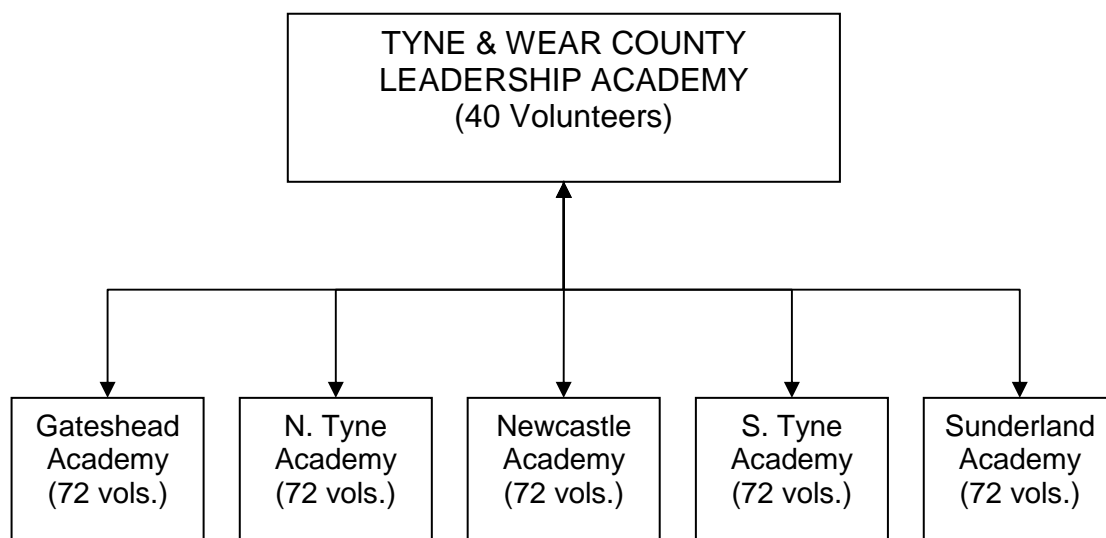 TYNE & WEAR COUNTY
LEADERSHIP ACADEMY
(40 Volunteers)
Gateshead
Academy
(72 vols.)
N. Tyne
Academy
(72 vols.)
Newcastle
Academy
(72 vols.)
S. Tyne
Academy
(72 vols.)
Sunderland
Academy
(72 vols.)